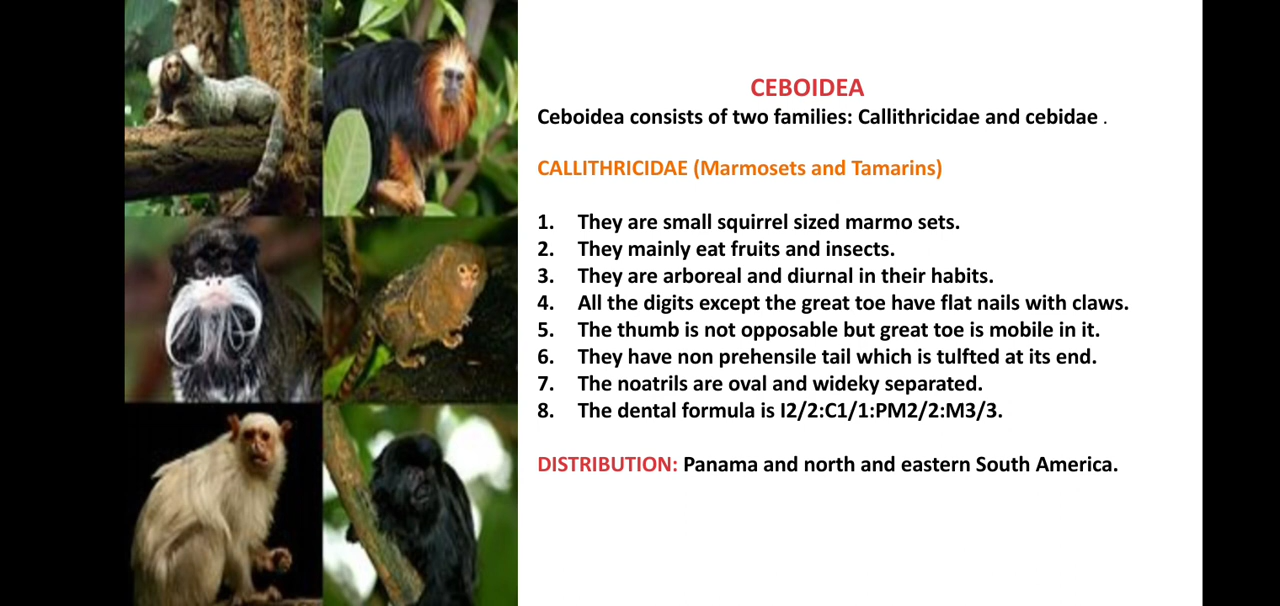 CEBOIDEA
Ceboidea consists of two families: Callithricidae and cebidae .
CALLITHRICIDAE (Marmosets and Tamarins)
1. They are small squirrel sized marmo sets.
2. They mainly eat fruits and insects.
3. They are arboreal and diurnal in their habits.
4. All the digits except the great toe have flat nails with claws.
5. The thumb is not opposable but great toe is mobile in it.
6. They have non prehensile tail which is tulfted at its end.
7. The noatrils are oval and wideky separated.
8. The dental formula is I2/2:C1/1:PM2/2:M3/3.
DISTRIBUTION: Panama and north and eastern South America.